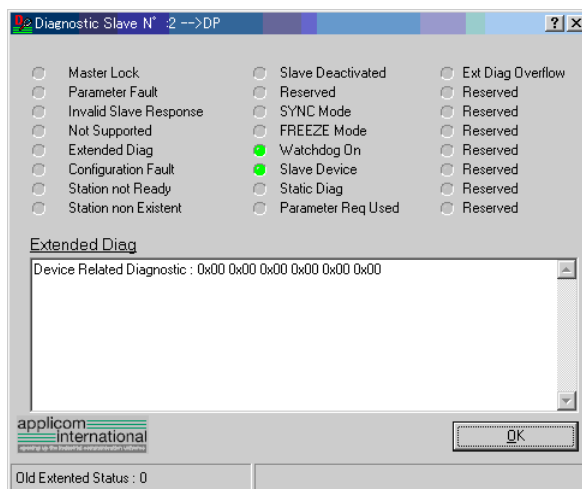 Diagnostic Slave N° :2 -->DP
Master Lock
Parameter Fault
Invalid Slave Response
Not Supported
Extended Diag
Configuration Fault
Station not Ready
Station non Existent
Slave Deactivated
Reserved
SYNC Mode
FREEZE Mode
Watchdog On
Slave Device
Static Diag
Parameter Req Used
Ext Diag Overflow
Reserved
Reserved
Reserved
Reserved
Reserved
Reserved
Reserved
Extended Diag
Device Related Diagnostic : 0x00 0x00 0x00 0x00 0x00 0x00
applicom
international
OK
Old Extented Status : 0